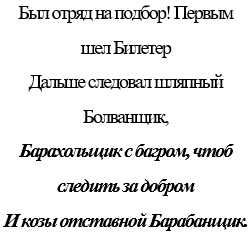 Был отряд на подбор! Первым
шел Билетер
Дальше следовал шляпный
Болванщик,
Барахольщик с багром, чтоб
следить за добром
И козы отставной Барабанщик.